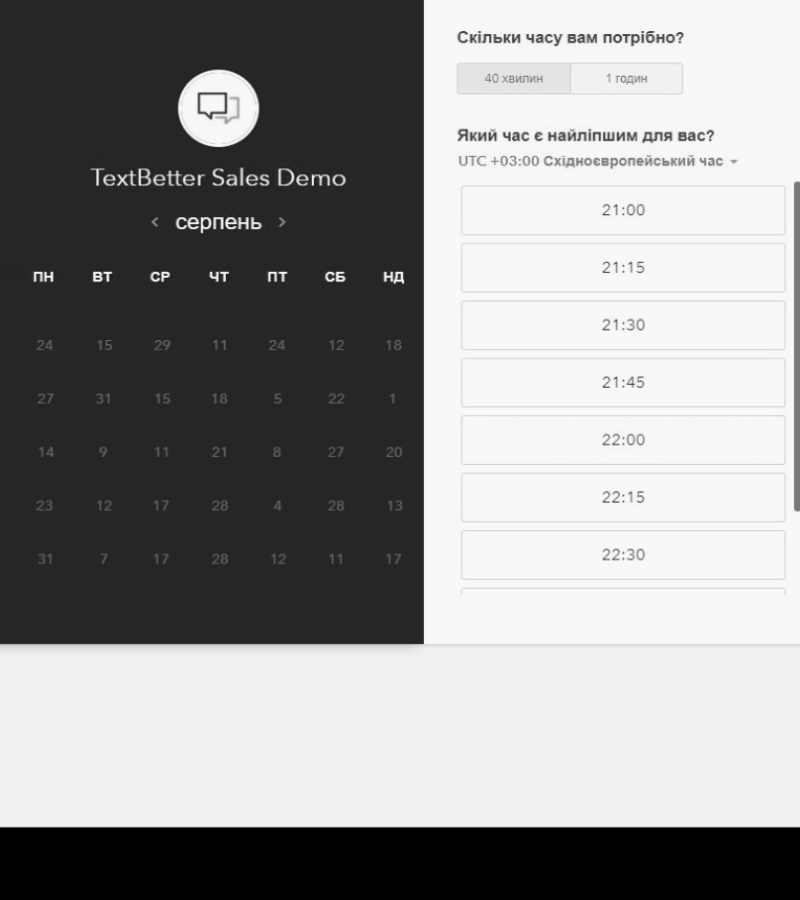 TextBetter Sales Demo
серпень
ПН ВТ СР ЧТ ПТ СБ НД
24 15 29 11 24 12 18
27 31 15 18 5 22 1
14 9 11 21 8 27 20
23 12 17 28 4 28 13
31 7 17 28 12 11 17
Скільки часу вам потрібно?
40 хвилин 1 годин
Який час є найліпшим для вас?
UTC +03:00 Східноєвропейський час
21:00
21:15
21:30
21:45
22:00
22:15
22:30